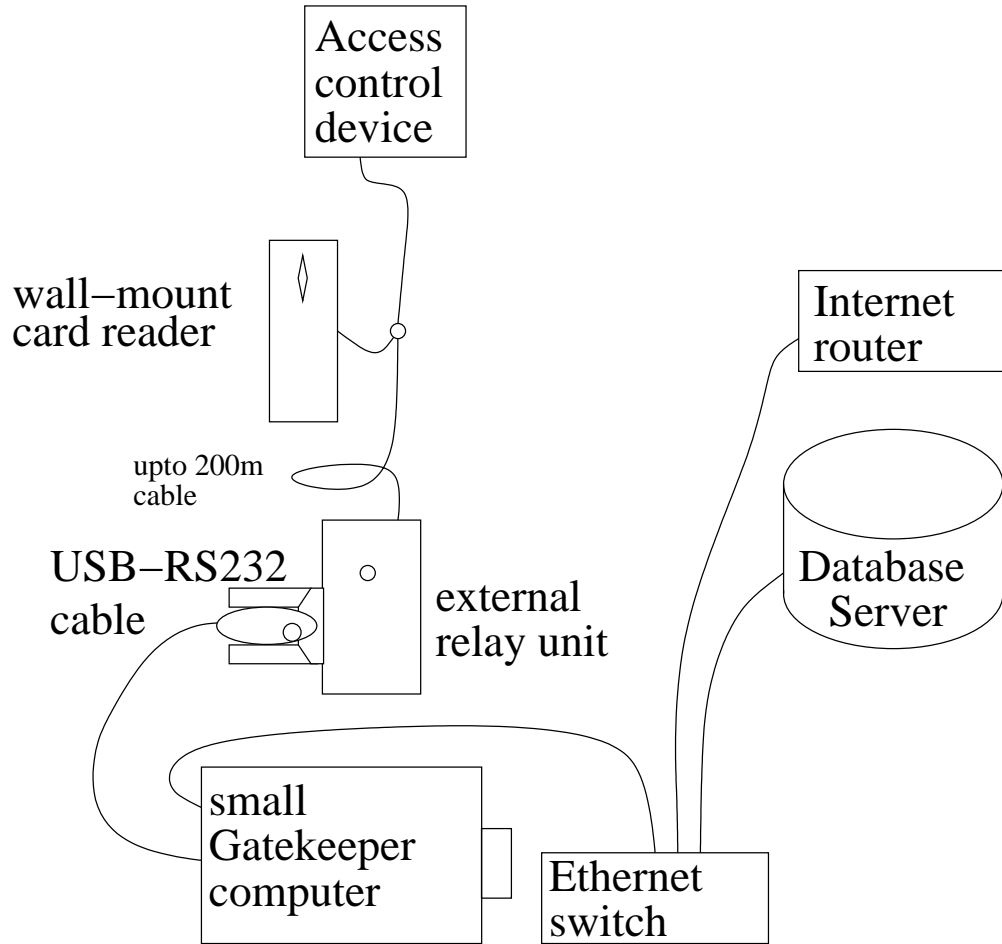 Access
control
device
wall−mount
card reader
Internet
router
upto 200m
cable
USB−RS232
cable
external
relay unit
Database
Server
small
Gatekeeper
computer
Ethernet
switch